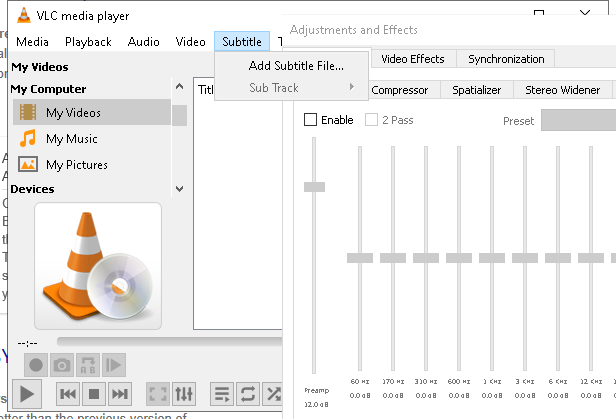 VLC media player
Adjustments and Effects
Media Playback Audio Video Subtitle
Add Subtitle File...
Sub Track
Video Effects Synchronization
My Videos
My Computer
My Videos
My Music
My Pictures
Devices
Compressor Spatializer Stereo Widener
Enable 2 Pass Preset
--:--
Preamp
12.0 dB
60 Hz 170 Hz 310 Hz 600 Hz 1 KHz 3 KHz 6 KHz 12 KHz
0.0 dB 0.0 dB 0.0 dB 0.0 dB 0.0 dB 0.0 dB 0.0 dB 0.0 dB
etter than the previous version of